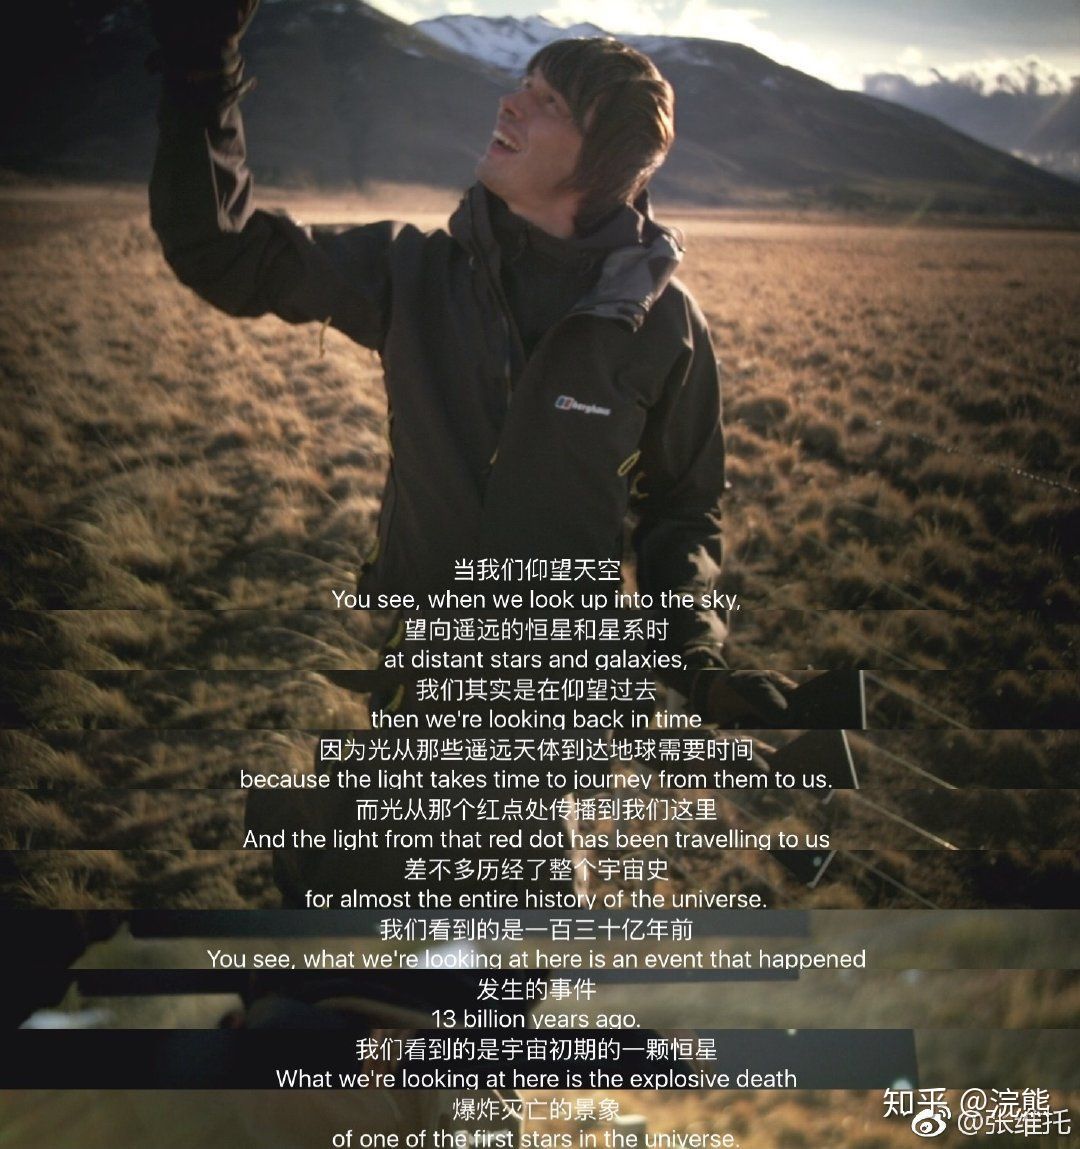 berghaus
当我们仰望天空
You see, when we look up into the sky,
望向遥远的恒星和星系时
at distant stars and galaxies,
我们其实是在仰望过去
then we're looking back in time
因为光从那些遥远天体到达地球需要时间
because the light takes time to journey from them to us.
而光从那个红点处传播到我们这里
And the light from that red dot has been travelling to us
差不多历经了整个宇宙史
for almost the entire history of the universe.
我们看到的是一百三十亿年前
You see, what we're looking at here is an event that happened
发生的事件
13 billion years ago.
我们看到的是宇宙初期的一颗恒星
What we're looking at here is the explosive death
爆炸灭亡的景象
of one of the first stars in the universe.
知乎 @浣熊
@张维托